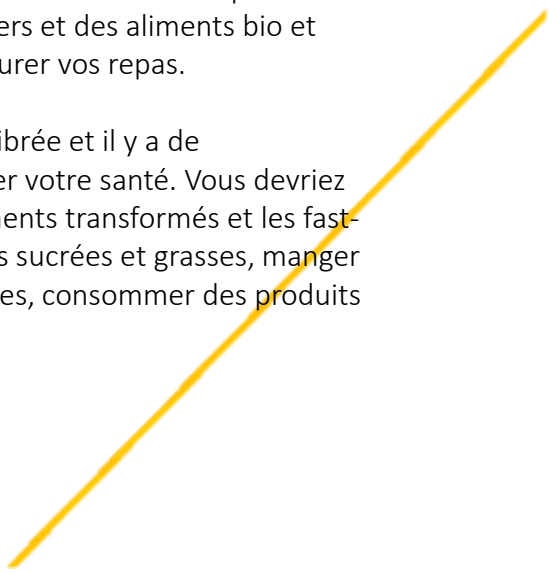 ers et des aliments bio et
urer vos repas.
ibrée et il y a de
er votre santé. Vous devriez
ents transformés et les fast-
s sucrées et grasses, manger
es, consommer des produits